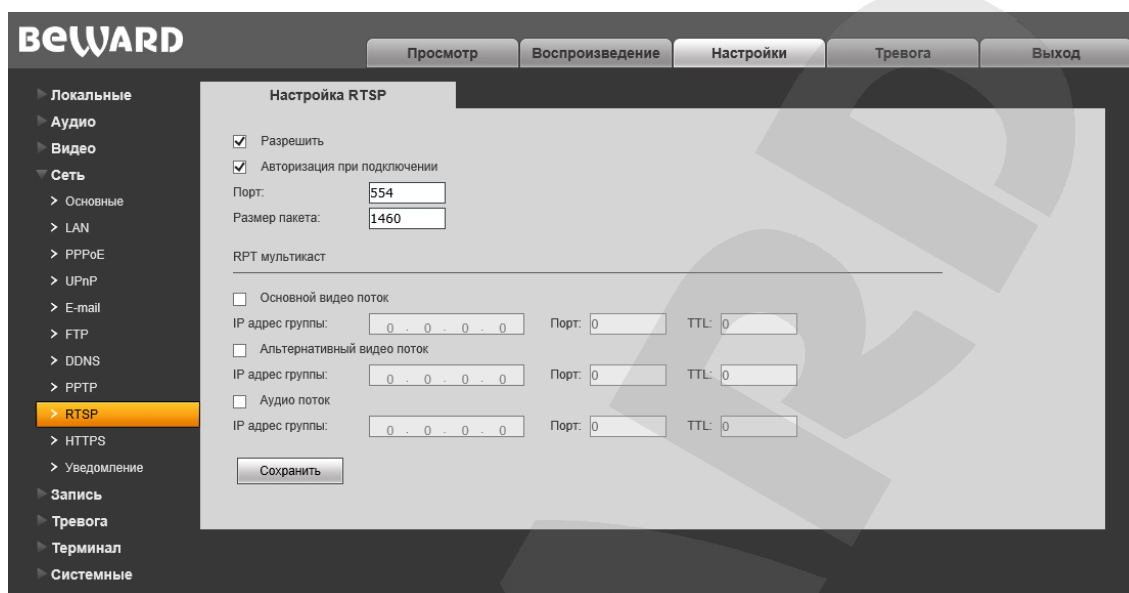 BEWARD
Просмотр Воспроизведение Настройки Тревога Выход
Локальные
Аудио
Видео
Сеть
> Основные
> LAN
> PPPoE
> UPnP
> E-mail
> FTP
> DDNS
> PPTP
> RTSP
> HTTPS
> Уведомление
Запись
Тревога
Терминал
Системные
Настройка RTSP
Разрешить
Авторизация при подключении
Порт: 554
Размер пакета: 1460
RPT мультикаст
Основной видео поток
IP адрес группы: 0 . 0 . 0 . 0 Порт: 0 TTL: 0
Альтернативный видео поток
IP адрес группы: 0 . 0 . 0 . 0 Порт: 0 TTL: 0
Аудио поток
IP адрес группы: 0 . 0 . 0 . 0 Порт: 0 TTL: 0
Сохранить